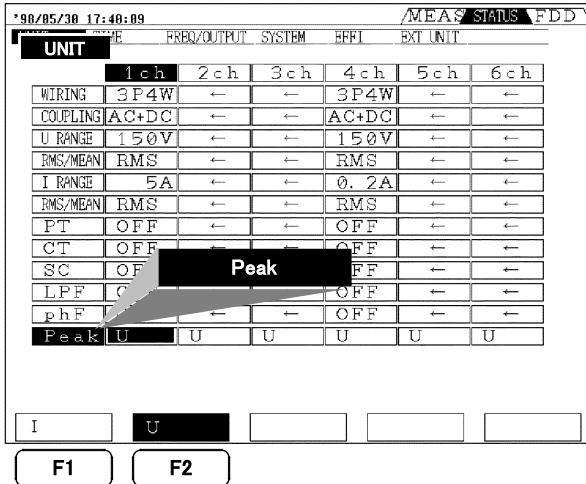 '98/05/30 17:40:09 MEAS STATUS FDD
UNIT FREQ/OUTPUT SYSTEM EFFI EXT UNIT
1ch 2ch 3ch 4ch 5ch 6ch
WIRING 3P4W ← ← 3P4W ← ←
COUPLING AC+DC ← ← AC+DC ← ←
U RANGE 150V ← ← 150V ← ←
RMS/MEAN RMS ← ← RMS ← ←
I RANGE 5A ← ← 0.2A ← ←
RMS/MEAN RMS ← ← RMS ← ←
PT OFF ← ← OFF ← ←
CT OFF ← ← OFF ← ←
SC ← ←
Peak
LPF OFF ← ←
phF ← ← OFF ← ←
Peak U U U U U U
I U
F1 F2